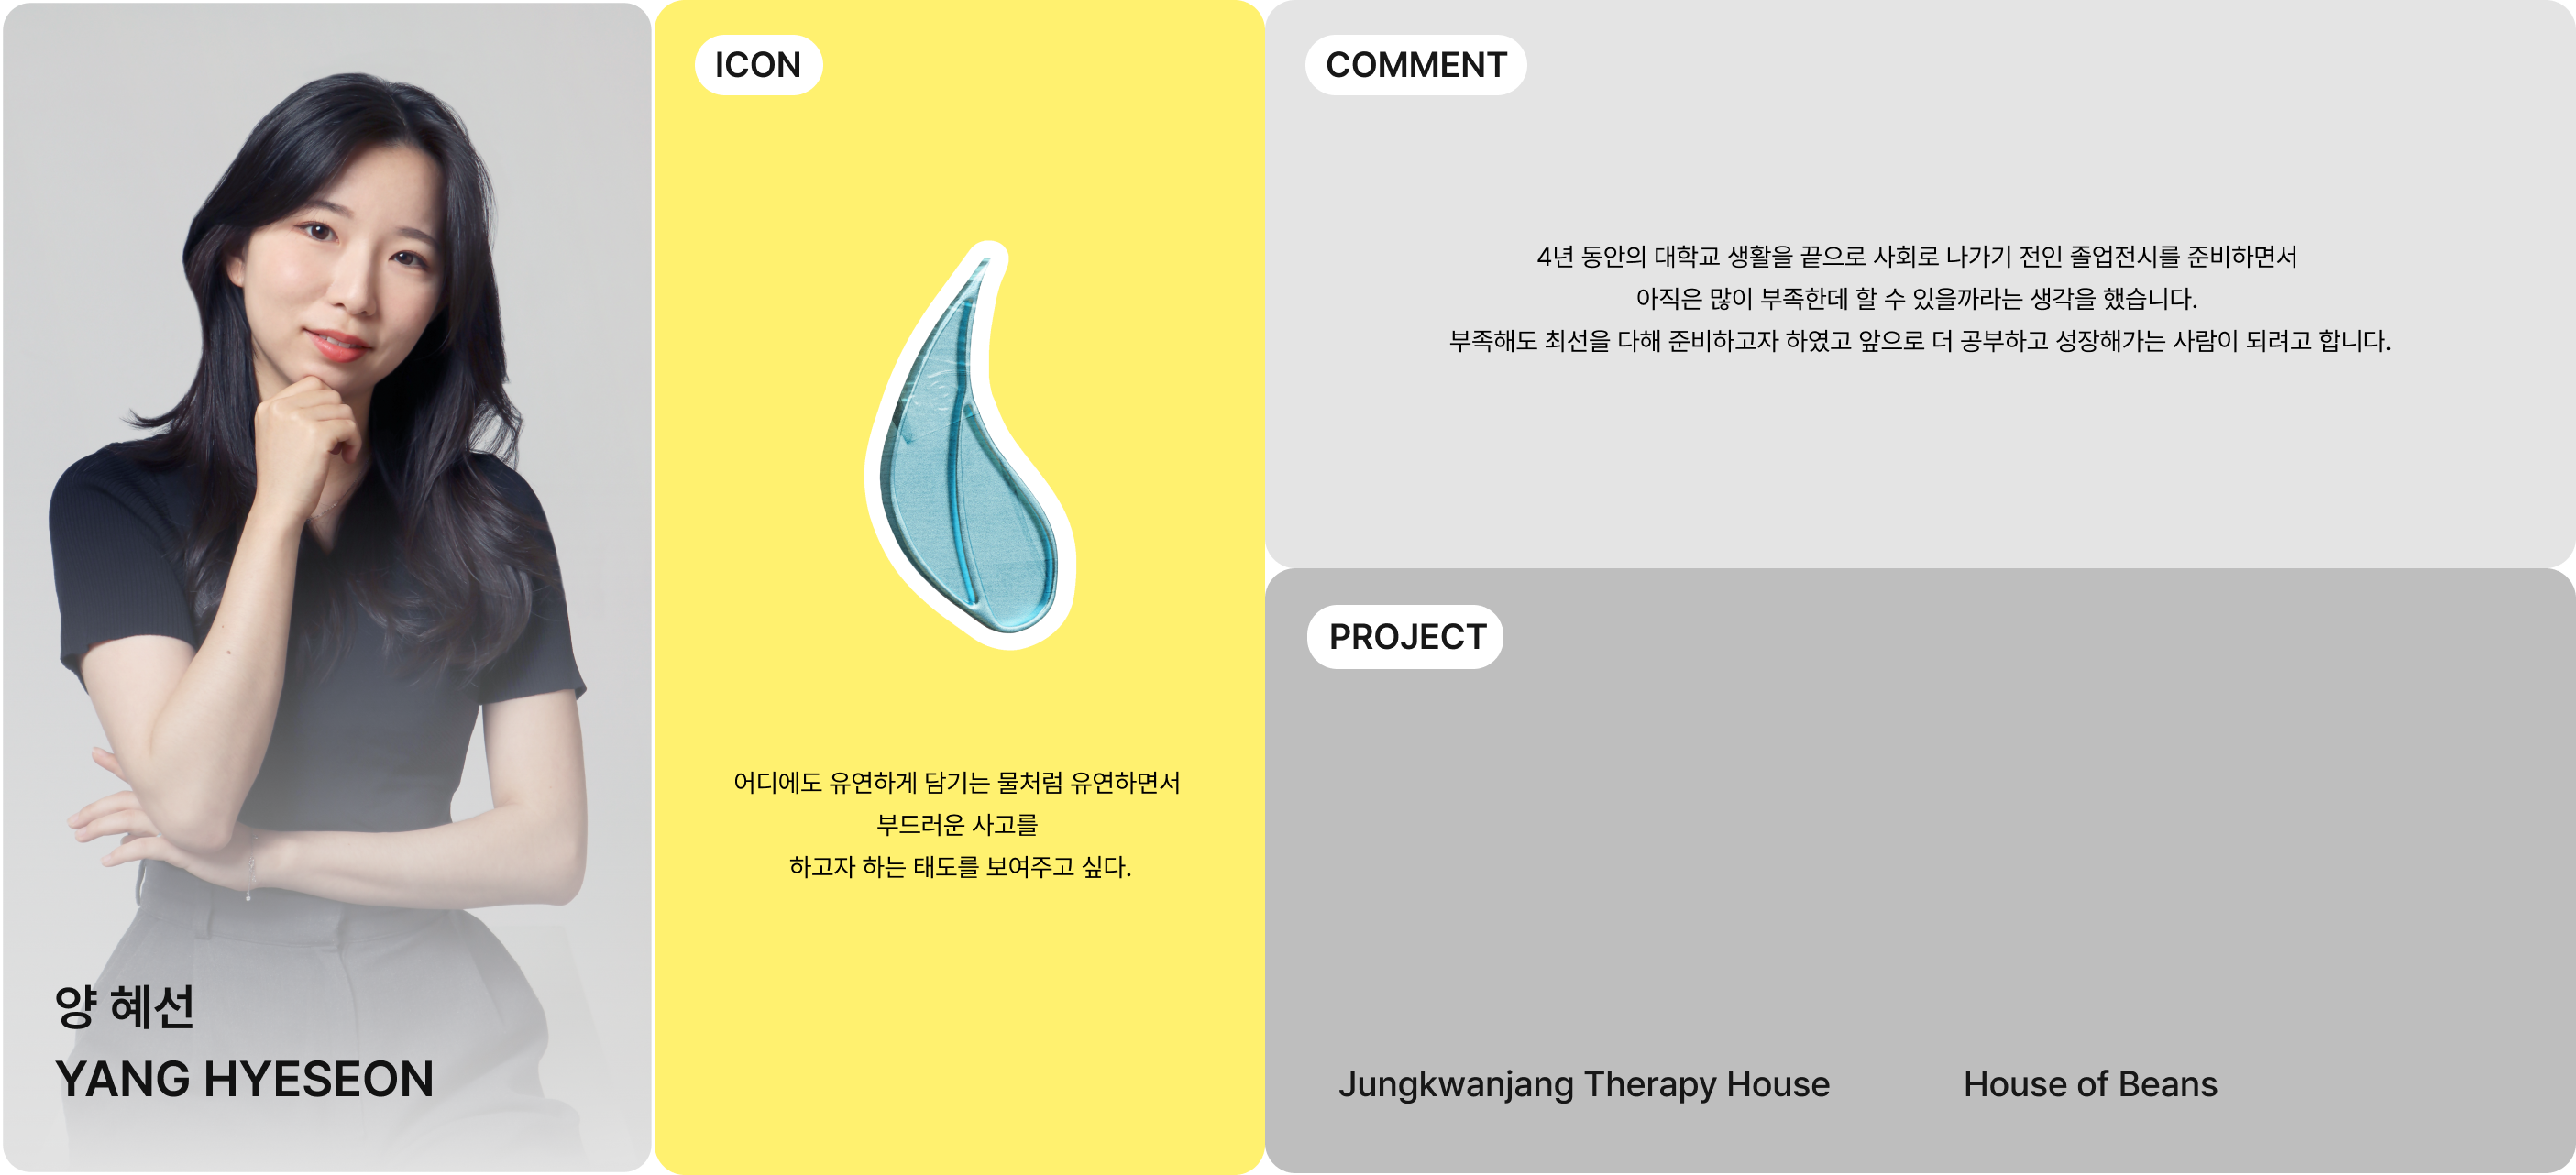 양 혜선
YANG HYESEON
ICON
어디에도 유연하게 담기는 물처럼 유연하면서
부드러운 사고를
하고자 하는 태도를 보여주고 싶다.
COMMENT
4년 동안의 대학교 생활을 끝으로 사회로 나가기 전인 졸업전시를 준비하면서
아직은 많이 부족한데 할 수 있을까라는 생각을 했습니다.
부족해도 최선을 다해 준비하고자 하였고 앞으로 더 공부하고 성장해가는 사람이 되려고 합니다.
PROJECT
Jungkwanjang Therapy House
House of Beans